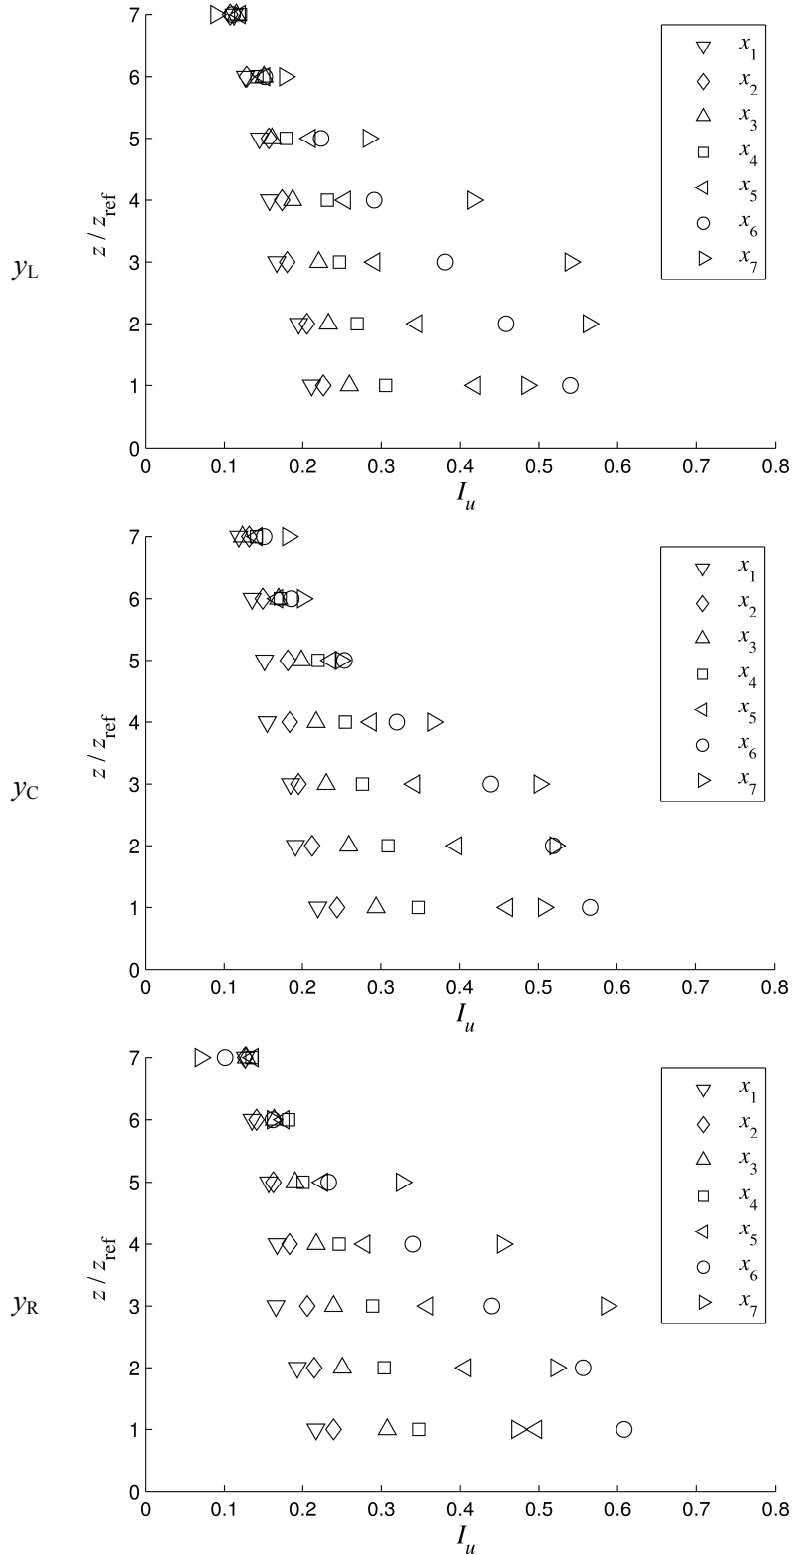 7
6
5
4
3
2
1
0
z / z_ref
y_L
0 0.1 0.2 0.3 0.4 0.5 0.6 0.7 0.8
I_u
x_1
x_2
x_3
x_4
x_5
x_6
x_7
7
6
5
4
3
2
1
0
z / z_ref
y_C
0 0.1 0.2 0.3 0.4 0.5 0.6 0.7 0.8
I_u
x_1
x_2
x_3
x_4
x_5
x_6
x_7
7
6
5
4
3
2
1
0
z / z_ref
y_R
0 0.1 0.2 0.3 0.4 0.5 0.6 0.7 0.8
I_u
x_1
x_2
x_3
x_4
x_5
x_6
x_7